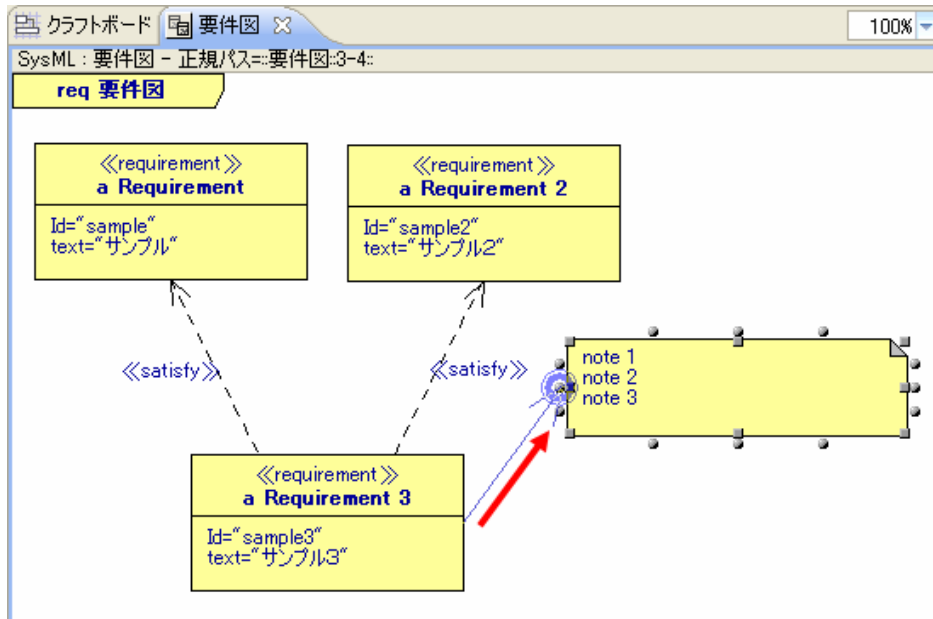 クラフトボード 要件図 100%
SysML : 要件図 - 正規パス=::要件図::3-4::
req 要件図
≪requirement≫
a Requirement
Id="sample"
text="サンプル"
≪requirement≫
a Requirement 2
Id="sample2"
text="サンプル2"
≪satisfy≫
≪satisfy≫
note 1
note 2
note 3
≪requirement≫
a Requirement 3
Id="sample3"
text="サンプル3"